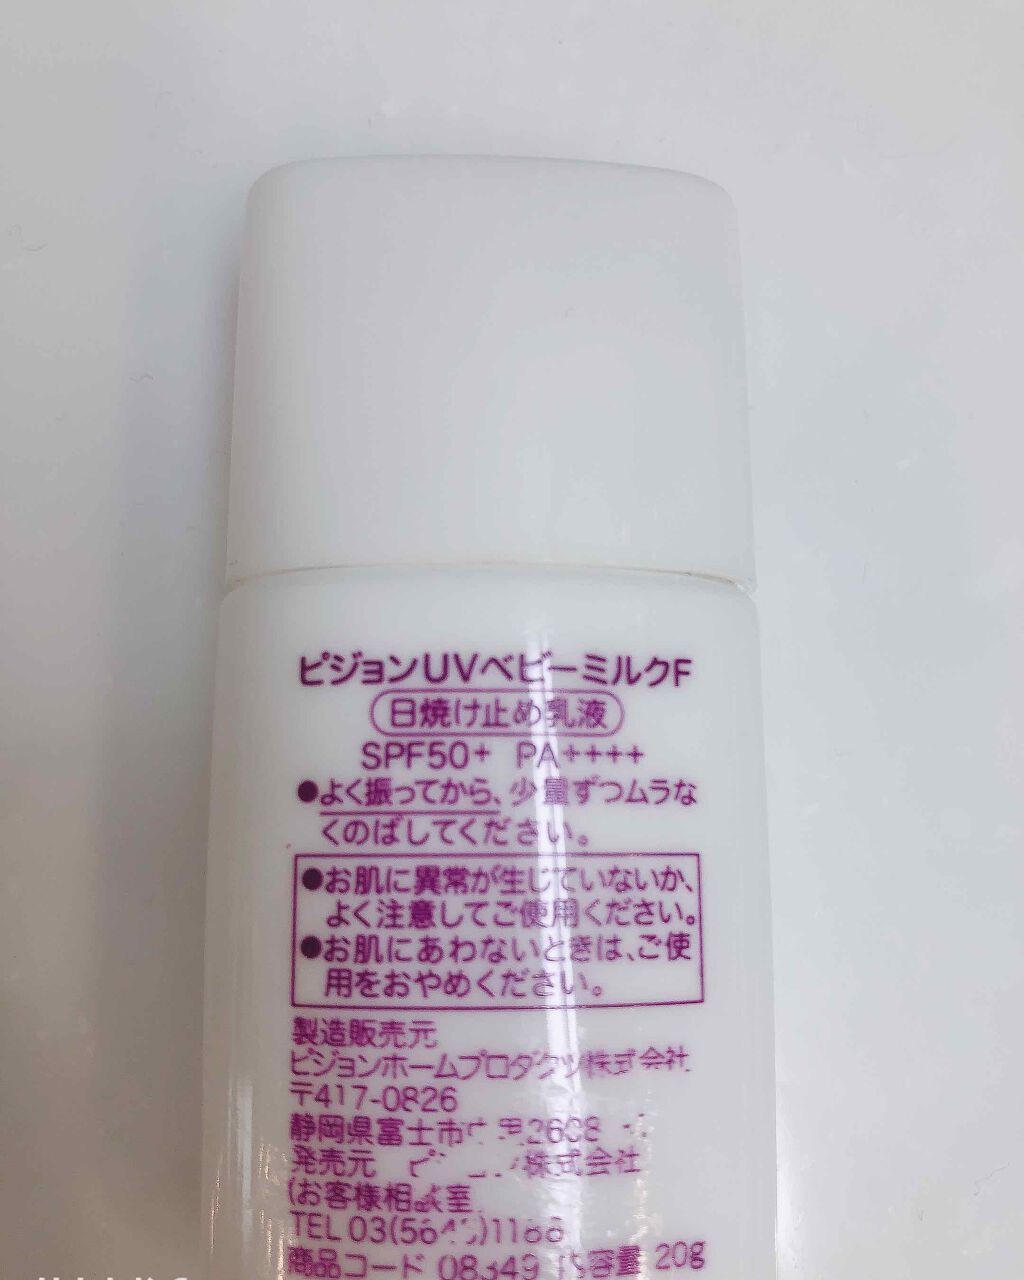 ピジョンUVベビーミルクF
日焼け止め乳液
SPF50+ PA++++
●よく振ってから、少量ずつムラな
くのばしてください。
●お肌に異常が生じていないか、
よく注意してご使用ください。
●お肌にあわないときは、ご使
用をおやめください。
製造販売元
ピジョンホームプロダクツ株式会社
〒417-0826
静岡県富士市
発売元 株式会社
(お客様相談室
TEL 03
商品コード 内容量 20g